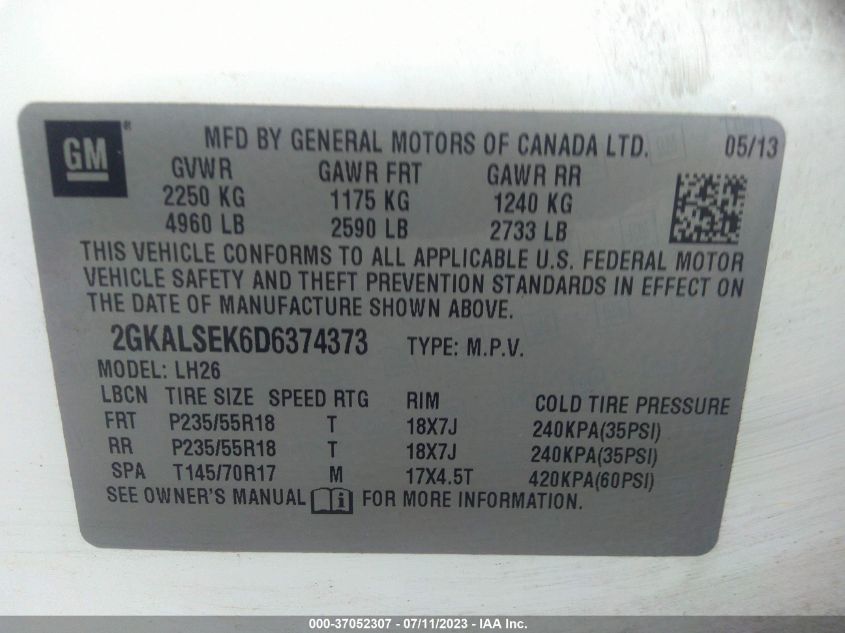 GM ® MFD BY GENERAL MOTORS OF CANADA LTD. 05/13
GVWR GAWR FRT GAWR RR
2250 KG 1175 KG 1240 KG
4960 LB 2590 LB 2733 LB
THIS VEHICLE CONFORMS TO ALL APPLICABLE U.S. FEDERAL MOTOR
VEHICLE SAFETY AND THEFT PREVENTION STANDARDS IN EFFECT ON
THE DATE OF MANUFACTURE SHOWN ABOVE.
2GKALSEK6D6374373 TYPE: M.P.V.
MODEL: LH26
LBCN TIRE SIZE SPEED RTG RIM COLD TIRE PRESSURE
FRT P235/55R18 T 18X7J 240KPA(35PSI)
RR P235/55R18 T 18X7J 240KPA(35PSI)
SPA T145/70R17 M 17X4.5T 420KPA(60PSI)
SEE OWNER'S MANUAL i FOR MORE INFORMATION.
000-37052307 - 07/11/2023 - IAA Inc.